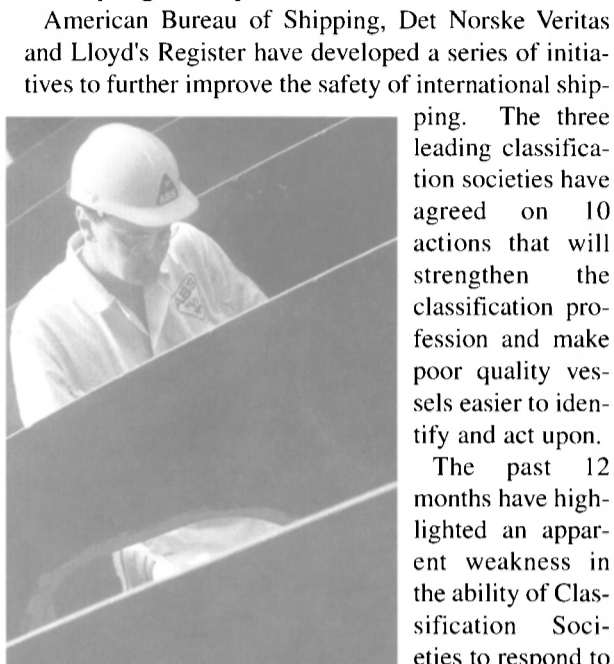 American Bureau of Shipping, Det Norske Veritas
and Lloyd's Register have developed a series of initia-
tives to further improve the safety of international ship-
ping. The three
leading classifica-
tion societies have
agreed on 10
actions that will
strengthen the
classification pro-
fession and make
poor quality ves-
sels easier to iden-
tify and act upon.
The past 12
months have high-
lighted an appar-
ent weakness in
the ability of Clas-
sification Soci-
eties to respond to
ABS
ABS